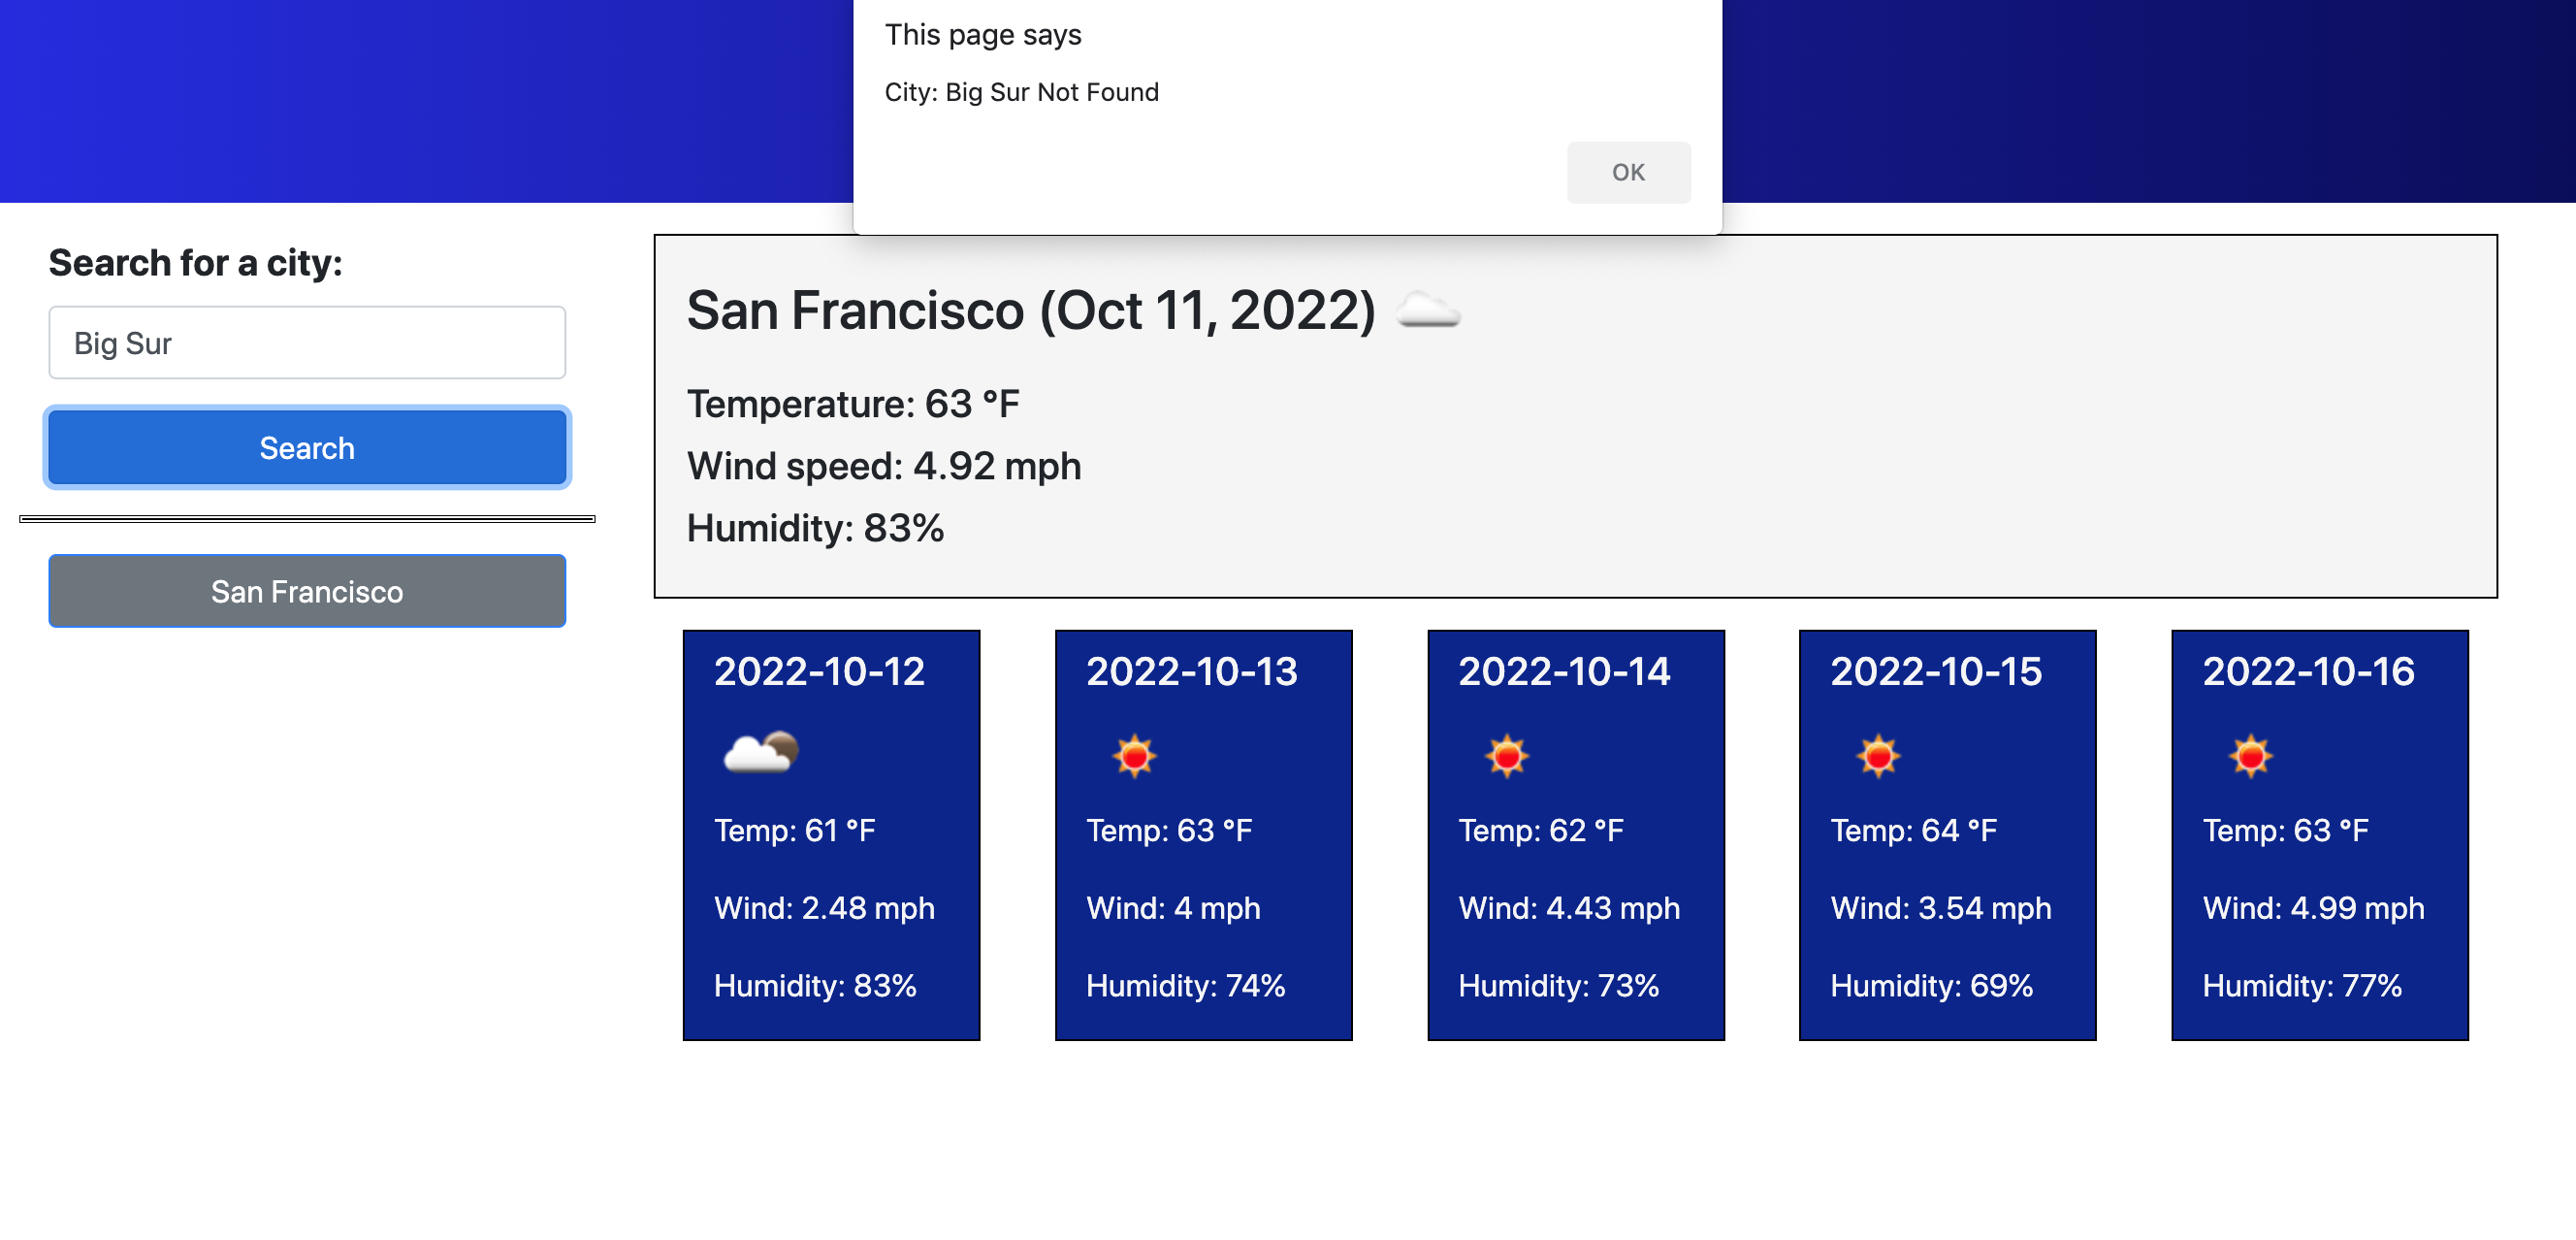 This page says
City: Big Sur Not Found
OK
Search for a city:
Big Sur
Search
San Francisco
San Francisco (Oct 11, 2022)
Temperature: 63 °F
Wind speed: 4.92 mph
Humidity: 83%
2022-10-12
Temp: 61 °F
Wind: 2.48 mph
Humidity: 83%
2022-10-13
Temp: 63 °F
Wind: 4 mph
Humidity: 74%
2022-10-14
Temp: 62 °F
Wind: 4.43 mph
Humidity: 73%
2022-10-15
Temp: 64 °F
Wind: 3.54 mph
Humidity: 69%
2022-10-16
Temp: 63 °F
Wind: 4.99 mph
Humidity: 77%